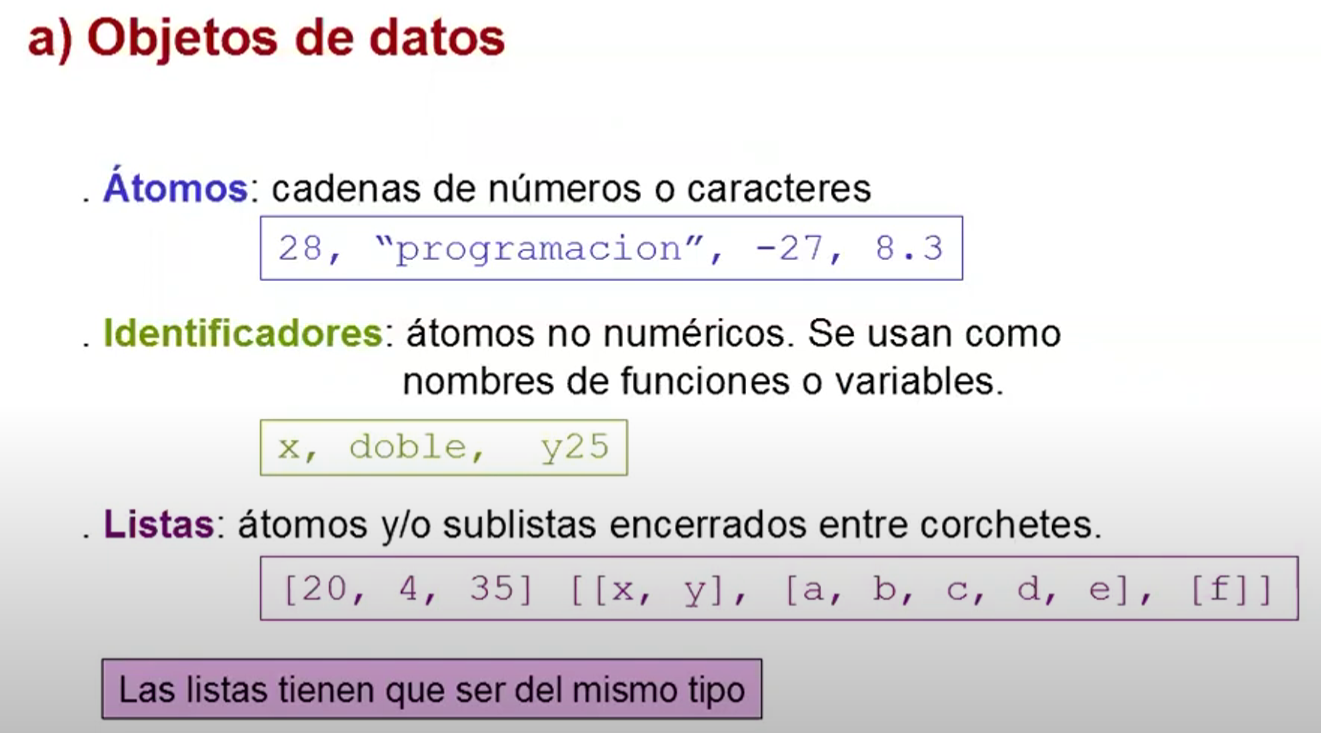 a) Objetos de datos
. Átomos: cadenas de números o caracteres
28, “programacion”, -27, 8.3
. Identificadores: átomos no numéricos. Se usan como
nombres de funciones o variables.
x, doble, y25
. Listas: átomos y/o sublistas encerrados entre corchetes.
[20, 4, 35] [[x, y], [a, b, c, d, e], [f]]
Las listas tienen que ser del mismo tipo